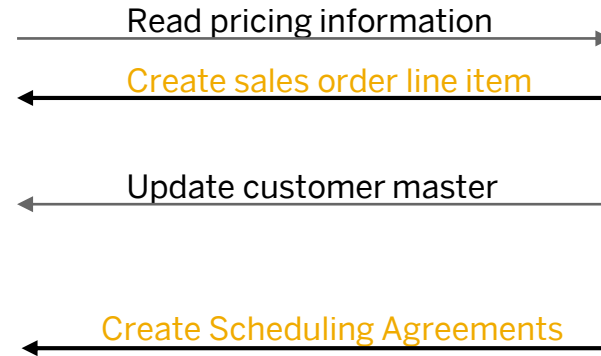 Read pricing information
Create sales order line item
Update customer master
Create Scheduling Agreements